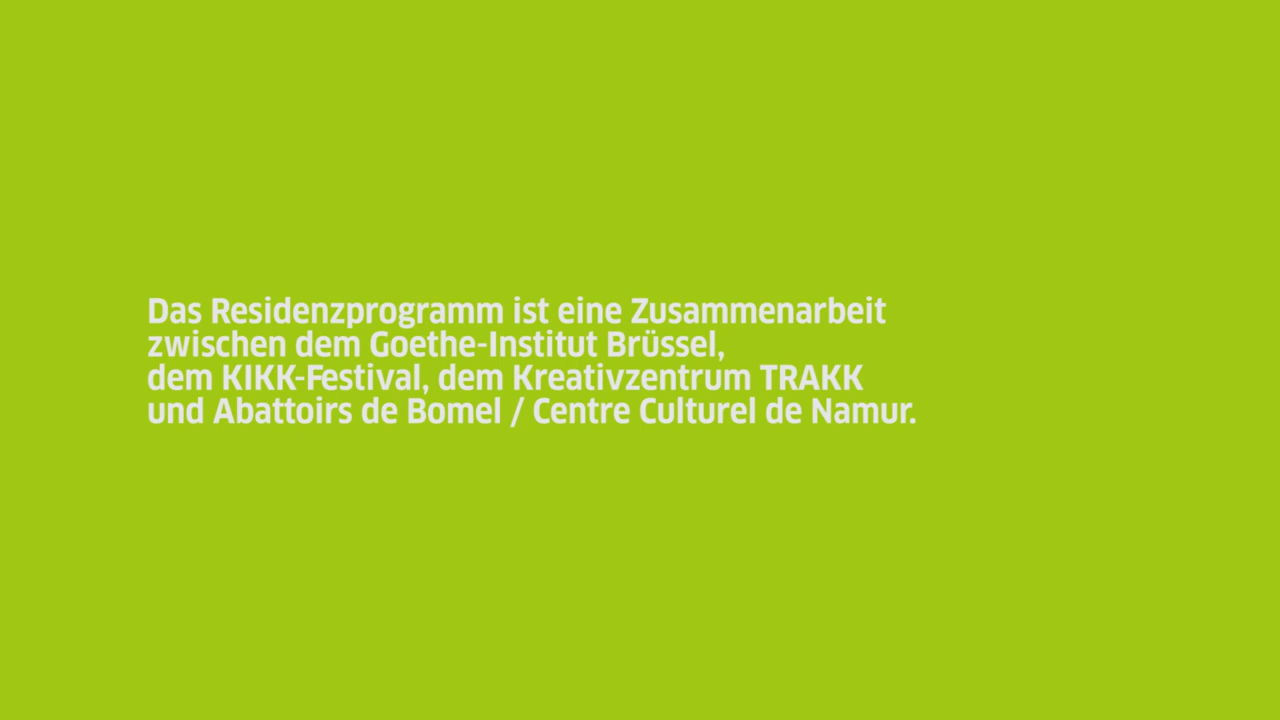 Das Residenzprogramm ist eine Zusammenarbeit
zwischen dem Goethe-Institut Brüssel,
dem KIKK-Festival, dem Kreativzentrum TRAKK
und Abattoirs de Bomel / Centre Culturel de Namur.